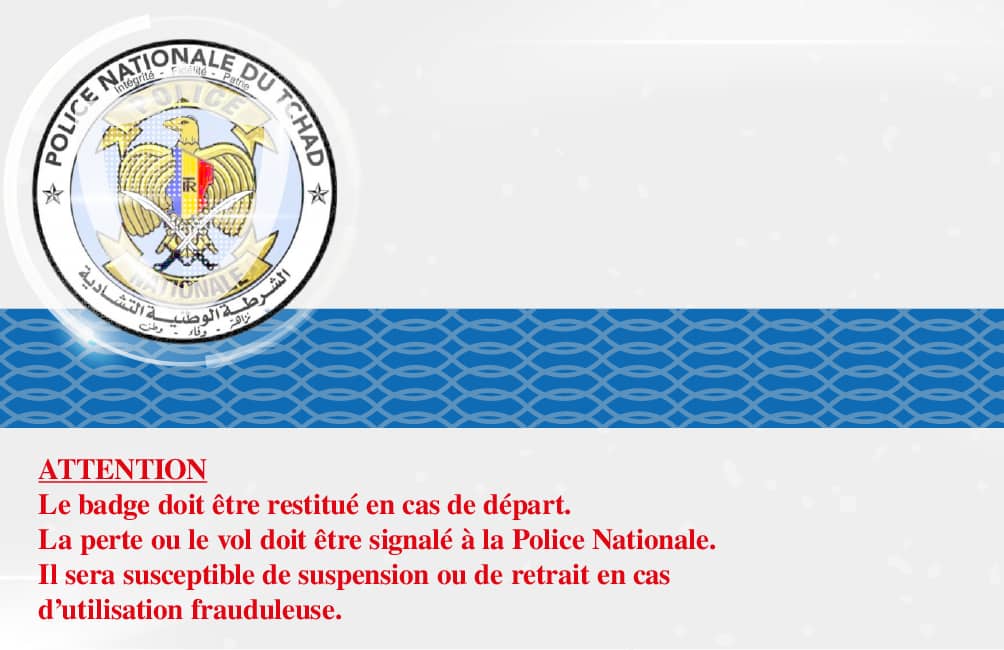 POLICE NATIONALE DU TCHAD
Intégrité - Fidélité - Patrie
POLICE
RT
NATIONALE
الشرطة الوطنية التشادية
نزاهة - وفاء - وطن
ATTENTION
Le badge doit être restitué en cas de départ.
La perte ou le vol doit être signalé à la Police Nationale.
Il sera susceptible de suspension ou de retrait en cas
d’utilisation frauduleuse.